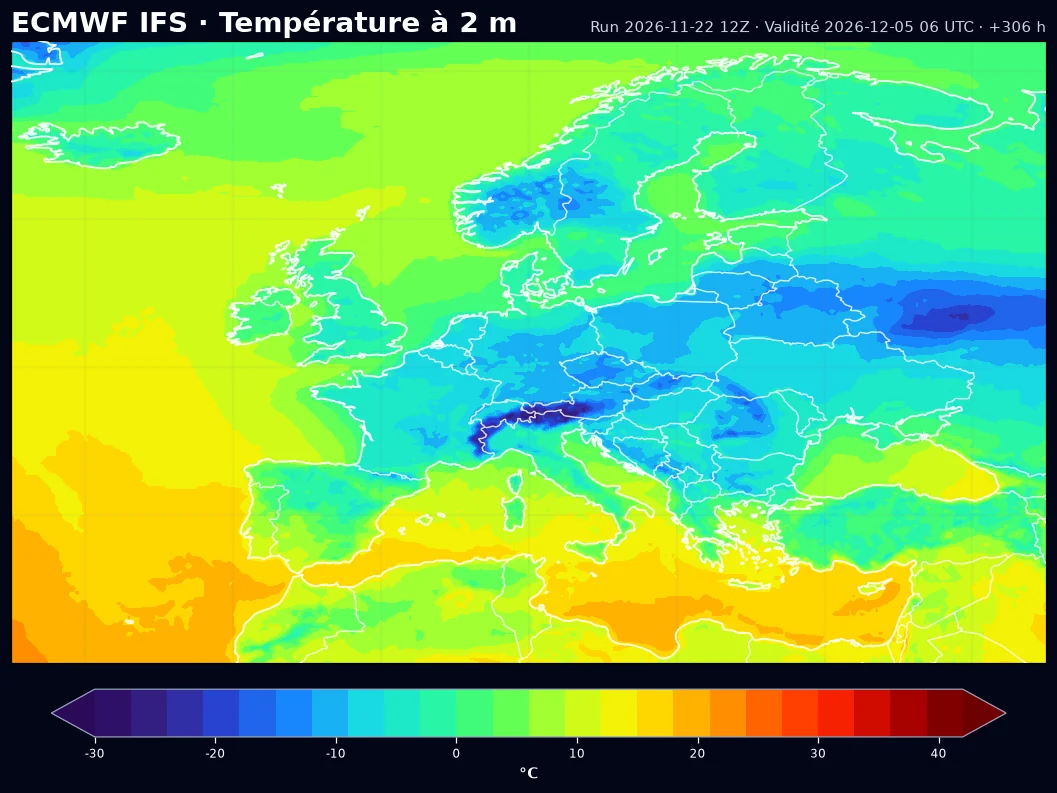 ECMWF IFS · Température à 2 m
Run 2026-11-22 12Z · Validité 2026-12-05 06 UTC · +306 h
-30 -20 -10 0 10 20 30 40
°C